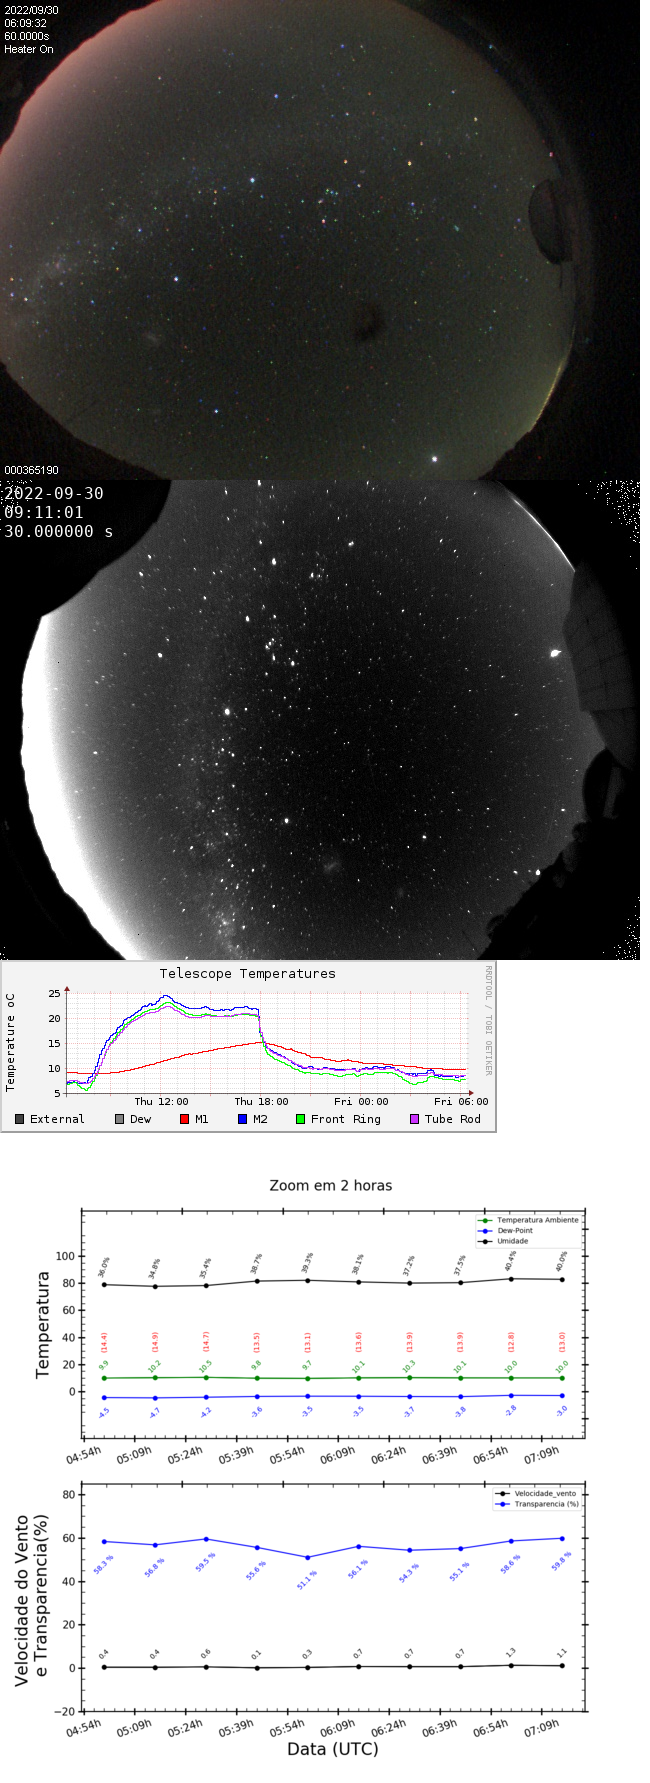 2022/09/30
06:09:32
60.0000s
Heater On
000365190
2022-09-30
09:11:01
30.000000 s
Telescope Temperatures
RRDTOOL / TOBI OETIKER
Temperature oC
25
20
15
10
5
Thu 12:00 Thu 18:00 Fri 00:00 Fri 06:00
External Dew M1 M2 Front Ring Tube Rod
Zoom em 2 horas
Temperatura Ambiente
Dew-Point
Umidade
Temperatura
100
80
60
40
20
0
36.0% 34.8% 35.4% 38.7% 39.3% 38.1% 37.2% 37.5% 40.4% 40.0%
(14.4) (14.9) (14.7) (13.5) (13.1) (13.6) (13.9) (13.9) (12.8) (13.0)
9.9 10.2 10.5 9.8 9.7 10.1 10.3 10.1 10.0 10.0
-4.5 -4.7 -4.2 -3.6 -3.5 -3.5 -3.7 -3.8 -2.8 -3.0
04:54h 05:09h 05:24h 05:39h 05:54h 06:09h 06:24h 06:39h 06:54h 07:09h
Velocidade_vento
Transparencia (%)
Velocidade do Vento
e Transparencia(%)
80
60
40
20
0
−20
58.3 % 56.8 % 59.5 % 55.6 % 51.1 % 56.1 % 54.3 % 55.1 % 58.6 % 59.8 %
0.4 0.4 0.6 0.1 0.3 0.7 0.7 0.7 1.3 1.1
04:54h 05:09h 05:24h 05:39h 05:54h 06:09h 06:24h 06:39h 06:54h 07:09h
Data (UTC)